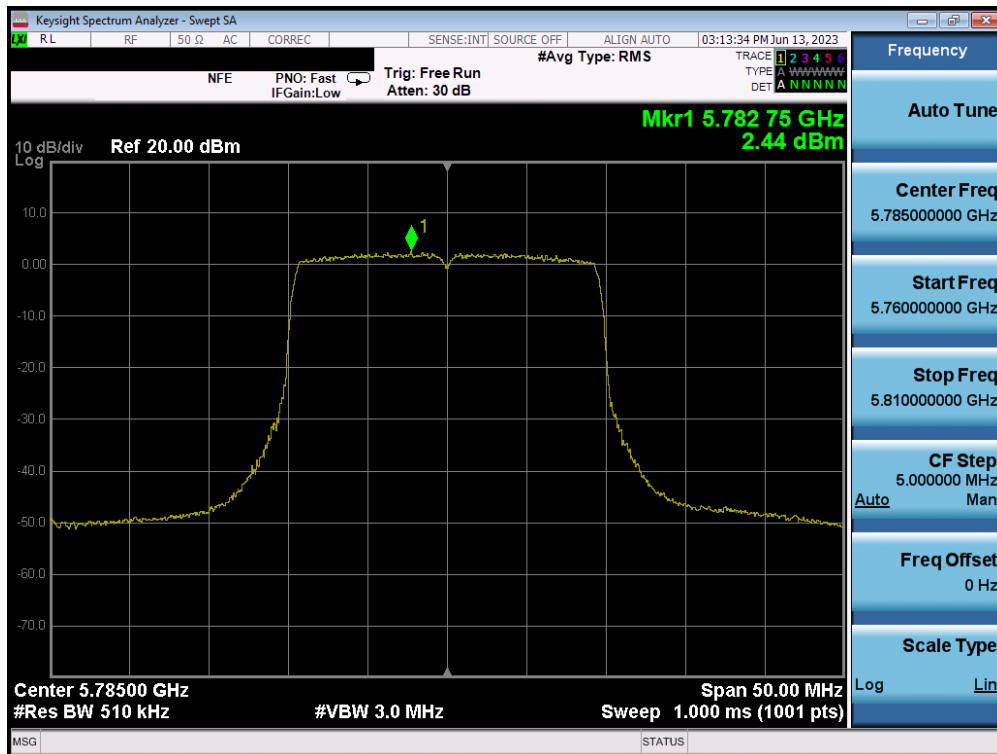 Keysight Spectrum Analyzer - Swept SA
LXI RL RF 50 Ω AC CORREC SENSE:INT SOURCE OFF ALIGN AUTO 03:13:34 PM Jun 13, 2023
NFE PNO: Fast Trig: Free Run #Avg Type: RMS TRACE 1 2 3 4 5 6
IFGain:Low Atten: 30 dB TYPE A WWWWW
DET A N N N N N
Mkr1 5.782 75 GHz
2.44 dBm
10 dB/div Ref 20.00 dBm
Log
1
10.0
0.00
-10.0
-20.0
-30.0
-40.0
-50.0
-60.0
-70.0
Center 5.78500 GHz Span 50.00 MHz
#Res BW 510 kHz #VBW 3.0 MHz Sweep 1.000 ms (1001 pts)
MSG STATUS
Frequency
Auto Tune
Center Freq
5.785000000 GHz
Start Freq
5.760000000 GHz
Stop Freq
5.810000000 GHz
CF Step
5.000000 MHz
Auto Man
Freq Offset
0 Hz
Scale Type
Log Lin